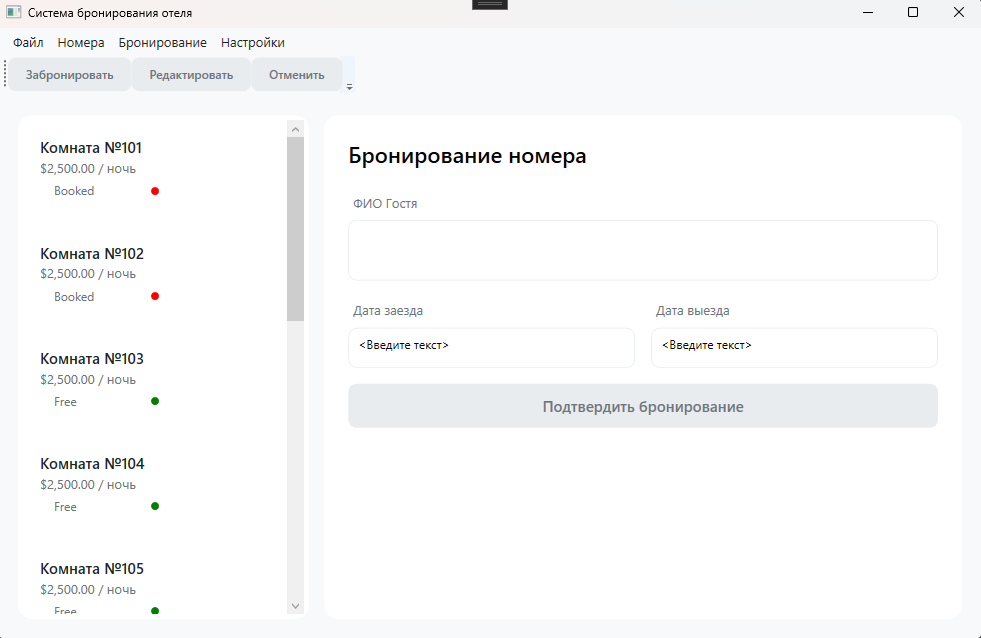 Система бронирования отеля
Файл Номера Бронирование Настройки
Забронировать Редактировать Отменить
Комната №101
$2,500.00 / ночь
Booked
Комната №102
$2,500.00 / ночь
Booked
Комната №103
$2,500.00 / ночь
Free
Комната №104
$2,500.00 / ночь
Free
Комната №105
$2,500.00 / ночь
Free
Бронирование номера
ФИО Гостя
Дата заезда Дата выезда
<Введите текст> <Введите текст>
Подтвердить бронирование